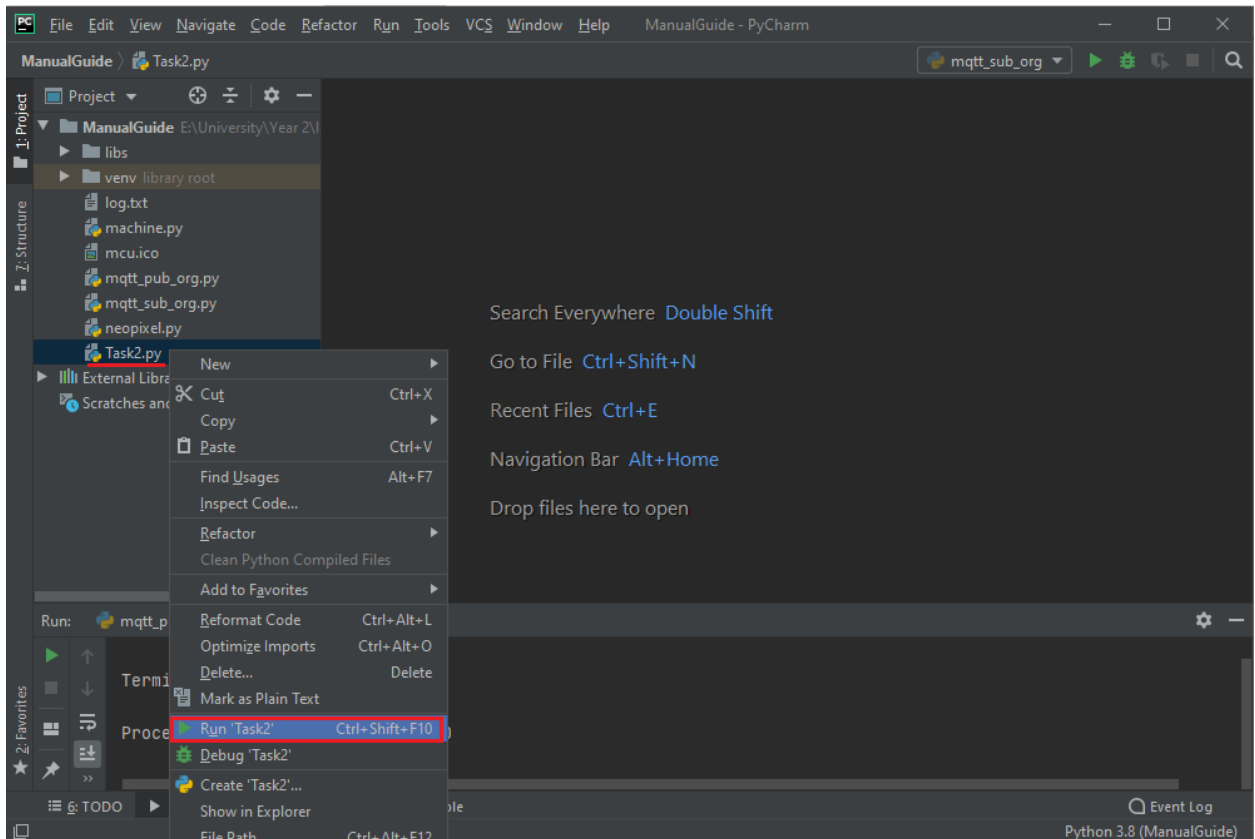 PC File Edit View Navigate Code Refactor Run Tools VCS Window Help ManualGuide - PyCharm
ManualGuide Task2.py mqtt_sub_org
1: Project
7: Structure
2: Favorites
Project
ManualGuide E:\University\Year 2\I
libs
venv library root
log.txt
machine.py
mcu.ico
mqtt_pub_org.py
mqtt_sub_org.py
neopixel.py
Task2.py
External Libra
Scratches and
New
Cut Ctrl+X
Copy
Paste Ctrl+V
Find Usages Alt+F7
Inspect Code...
Refactor
Clean Python Compiled Files
Add to Favorites
Reformat Code Ctrl+Alt+L
Optimize Imports Ctrl+Alt+O
Delete... Delete
Mark as Plain Text
Run 'Task2' Ctrl+Shift+F10
Debug 'Task2'
Create 'Task2'...
Show in Explorer
File Path Ctrl+Alt+F12
Search Everywhere Double Shift
Go to File Ctrl+Shift+N
Recent Files Ctrl+E
Navigation Bar Alt+Home
Drop files here to open
Run: mqtt_p
Termi
Proce
6: TODO
ole
Event Log
Python 3.8 (ManualGuide)